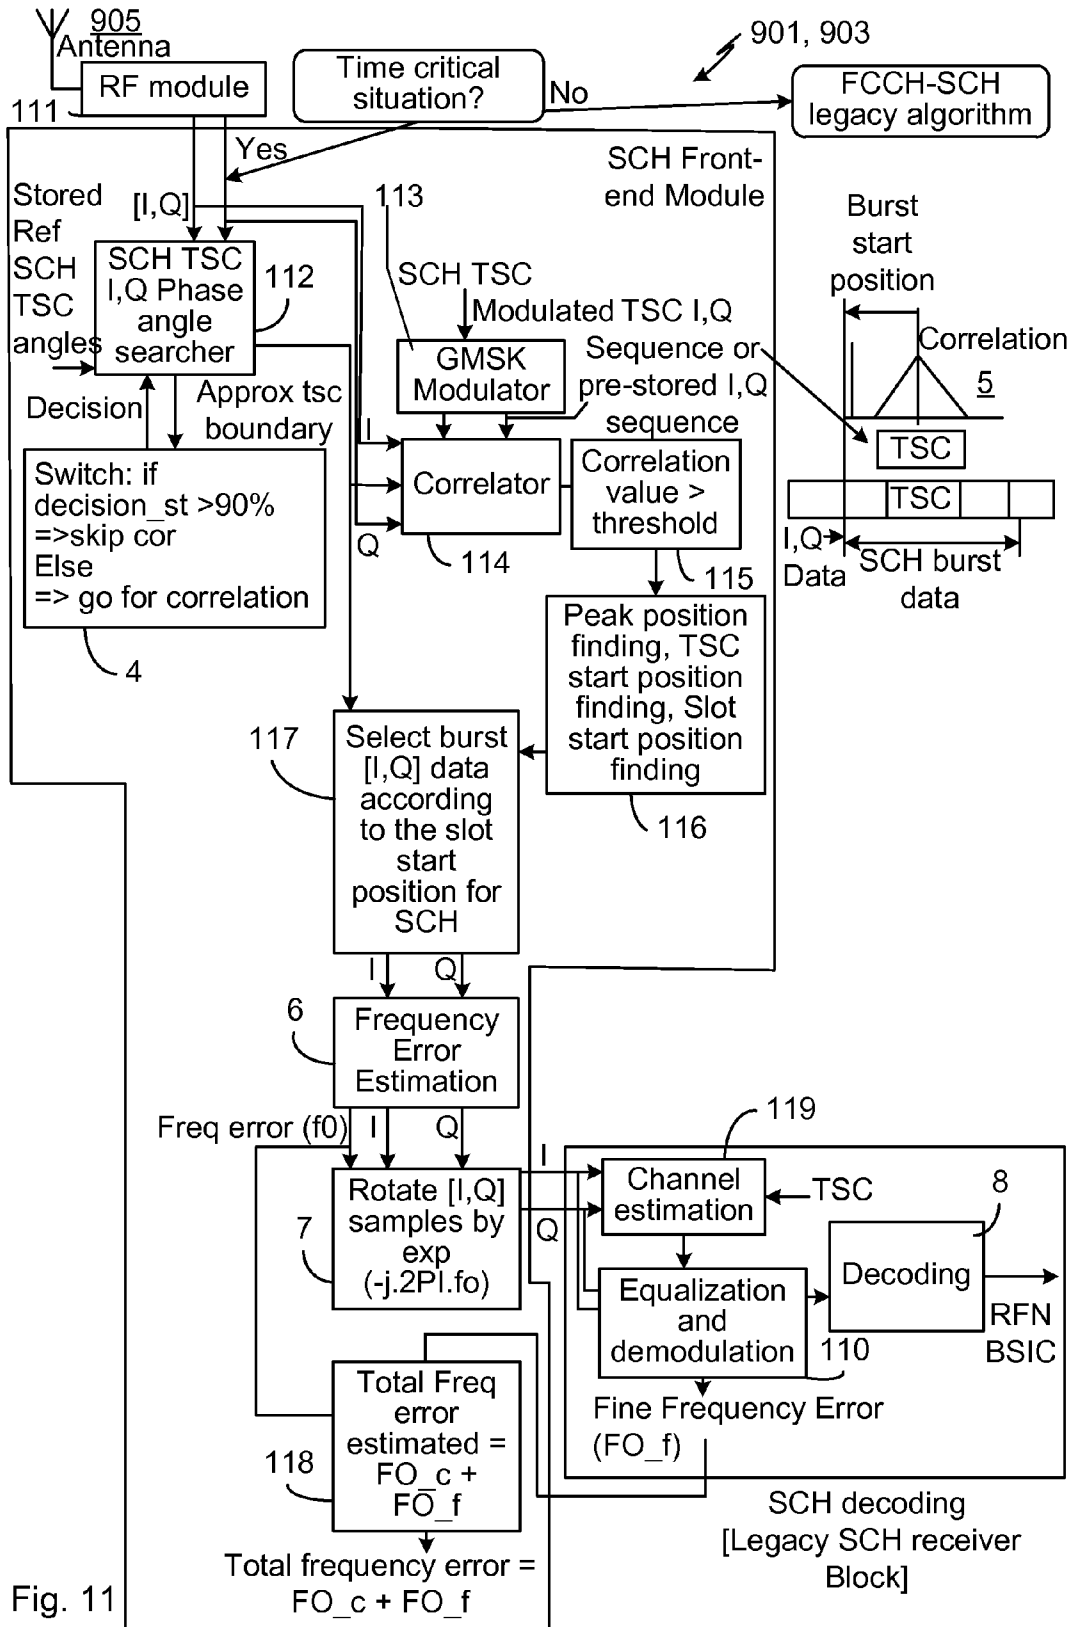 905
Antenna
RF module
111
Time critical
situation?
No
Yes
901, 903
FCCH-SCH
legacy algorithm
SCH Front-
end Module
Stored
Ref
SCH
TSC
angles
[I,Q]
SCH TSC
I,Q Phase
angle
searcher
112
113
SCH TSC
Modulated TSC I,Q
Sequence or
pre-stored I,Q
sequence
GMSK
Modulator
Decision
Approx tsc
boundary
Switch: if
decision_st >90%
=>skip cor
Else
=> go for correlation
4
I
Q
Correlator
114
Correlation
value >
threshold
115
Burst
start
position
Correlation
5
TSC
TSC
I,Q
Data
SCH burst
data
Peak position
finding, TSC
start position
finding, Slot
start position
finding
116
117
Select burst
[I,Q] data
according
to the slot
start
position for
SCH
I
Q
6
Frequency
Error
Estimation
Freq error (f0)
I
Q
7
Rotate [I,Q]
samples by
exp
(-j.2PI.fo)
I
Q
119
Channel
estimation
TSC
8
Equalization
and
demodulation
110
Decoding
RFN
BSIC
Fine Frequency Error
(FO_f)
118
Total Freq
error
estimated =
FO_c +
FO_f
Total frequency error =
FO_c + FO_f
SCH decoding
[Legacy SCH receiver
Block]
Fig. 11